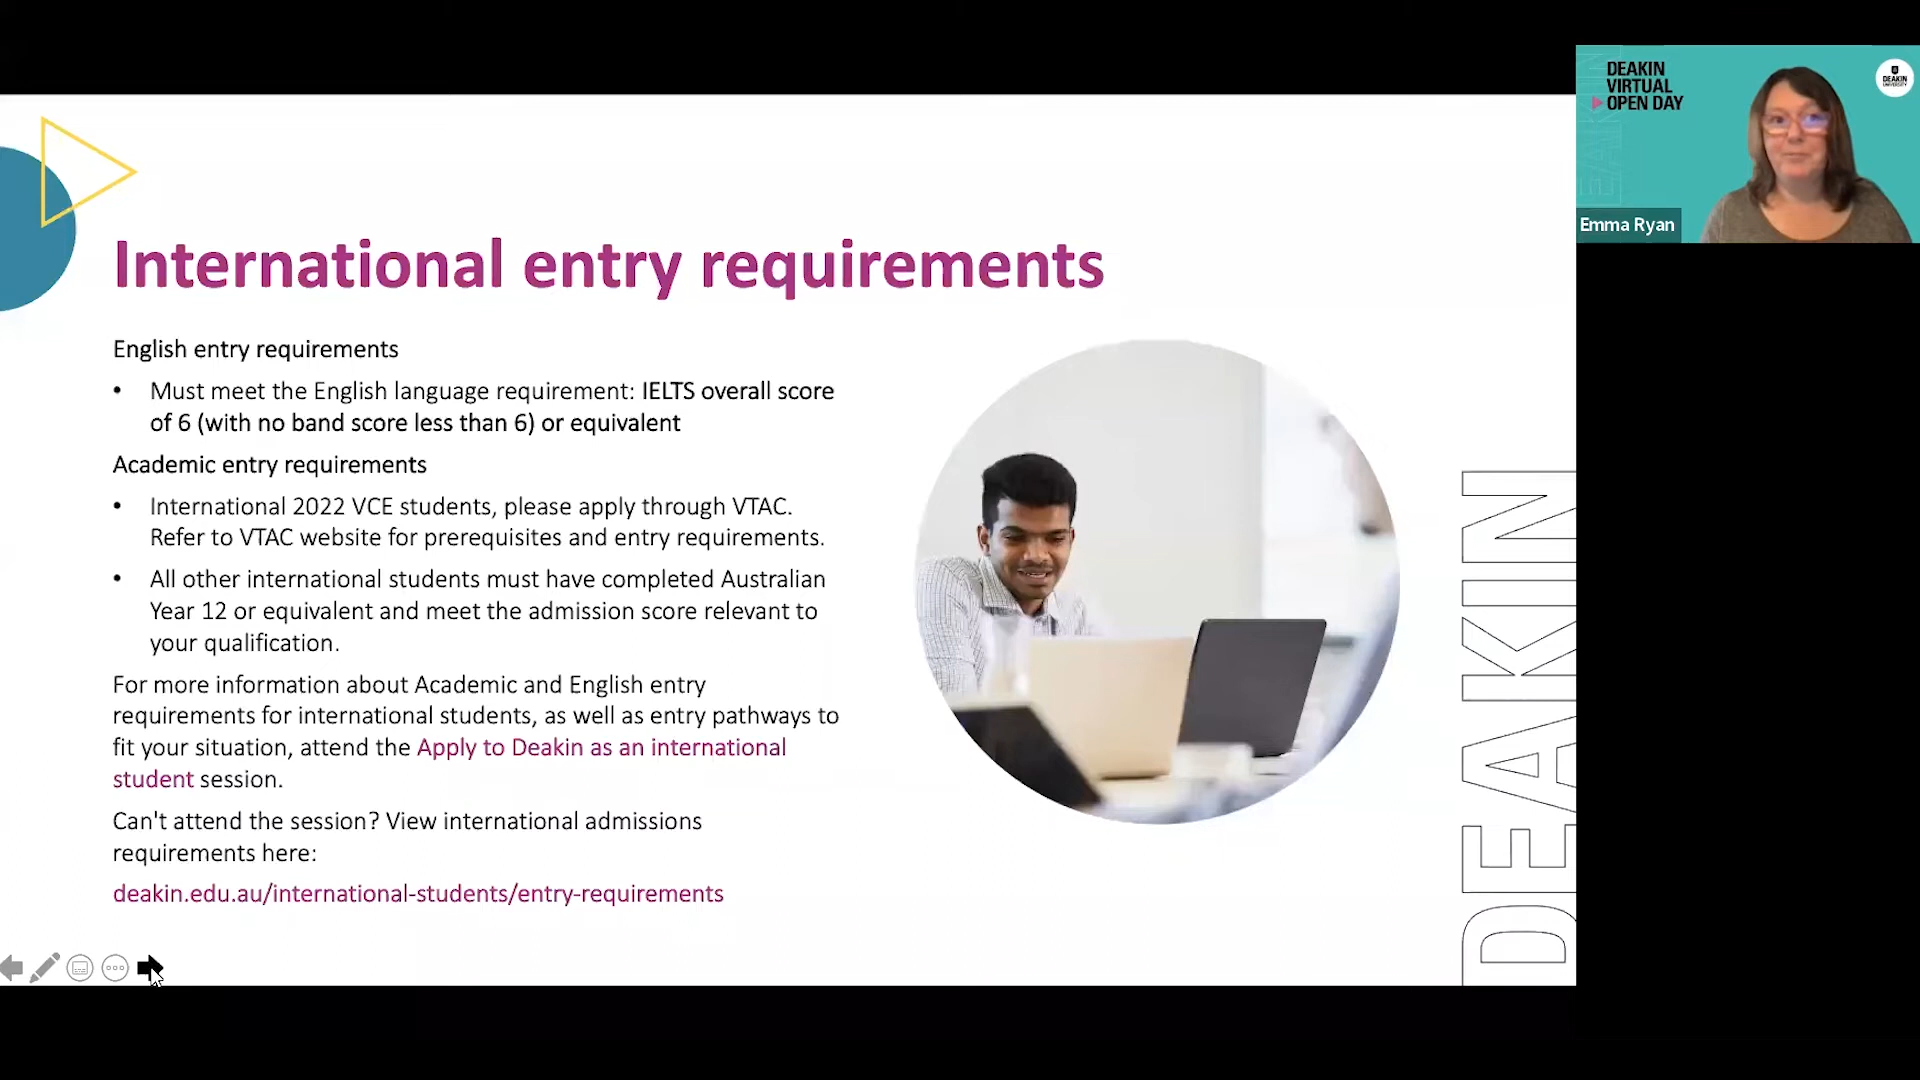 International entry requirements
English entry requirements
• Must meet the English language requirement: IELTS overall score
of 6 (with no band score less than 6) or equivalent
Academic entry requirements
• International 2022 VCE students, please apply through VTAC.
Refer to VTAC website for prerequisites and entry requirements.
• All other international students must have completed Australian
Year 12 or equivalent and meet the admission score relevant to
your qualification.
For more information about Academic and English entry
requirements for international students, as well as entry pathways to
fit your situation, attend the Apply to Deakin as an international
student session.
Can't attend the session? View international admissions
requirements here:
deakin.edu.au/international-students/entry-requirements
DEAKIN
DEAKIN
VIRTUAL
OPEN DAY
DEAKIN
UNIVERSITY
Emma Ryan